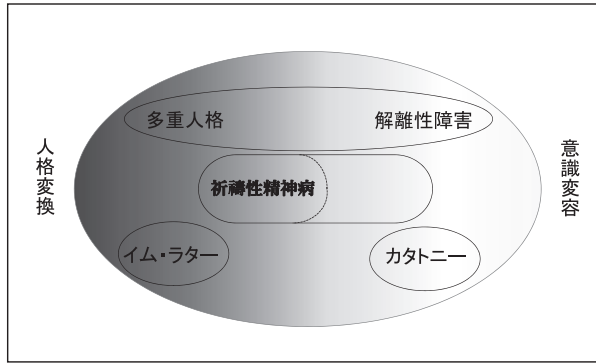 多重人格
解離性障害
人格変換
祈禱性精神病
意識変容
イム・ラター
カタトニー